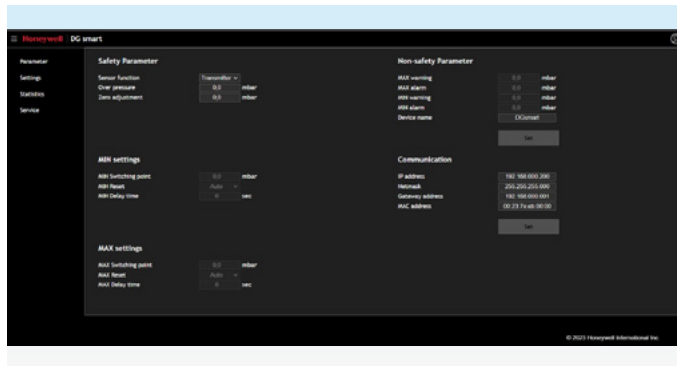 Honeywell DG smart
Parameter
Settings
Statistics
Service
Safety Parameter
Sensor function Transmitter
Over pressure 0,0 mbar
Zero adjustment 0,0 mbar
MIN settings
MIN Switching point 0,0 mbar
MIN Reset Auto
MIN Delay time 0 sec
MAX settings
MAX Switching point 0,0 mbar
MAX Reset Auto
MAX Delay time 0 sec
Non-safety Parameter
MAX warning 0,0 mbar
MAX alarm 0,0 mbar
MIN warning 0,0 mbar
MIN alarm 0,0 mbar
Device name DGsmart
Set
Communication
IP address 192.168.000.200
Netmask 255.255.255.000
Gateway address 192.168.000.001
MAC address
Set
© 2023 Honeywell International Inc.